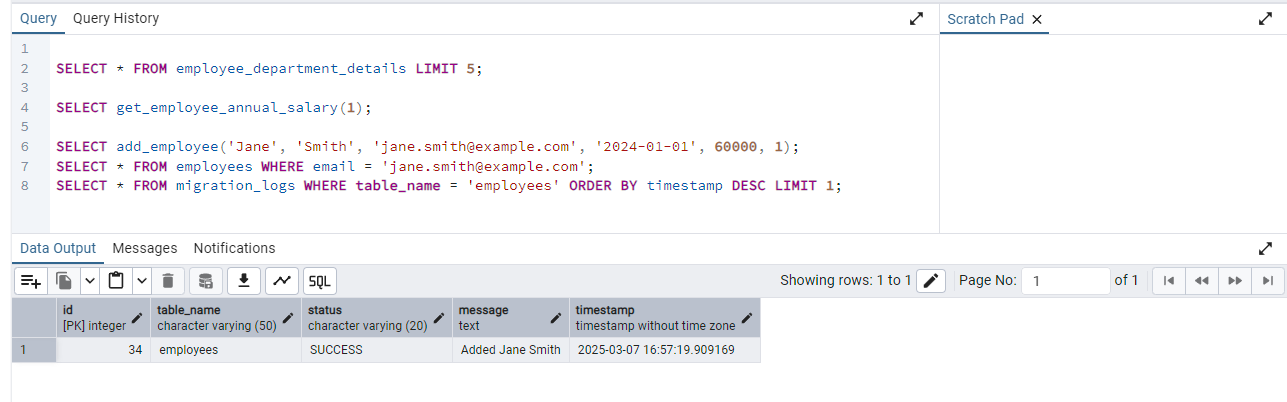 Query Query History Scratch Pad
1
2 SELECT * FROM employee_department_details LIMIT 5;
3
4 SELECT get_employee_annual_salary(1);
5
6 SELECT add_employee('Jane', 'Smith', 'jane.smith@example.com', '2024-01-01', 60000, 1);
7 SELECT * FROM employees WHERE email = 'jane.smith@example.com';
8 SELECT * FROM migration_logs WHERE table_name = 'employees' ORDER BY timestamp DESC LIMIT 1;
Data Output Messages Notifications
SQL Showing rows: 1 to 1 Page No: 1 of 1
id table_name status message timestamp
[PK] integer character varying (50) character varying (20) text timestamp without time zone
1 34 employees SUCCESS Added Jane Smith 2025-03-07 16:57:19.909169